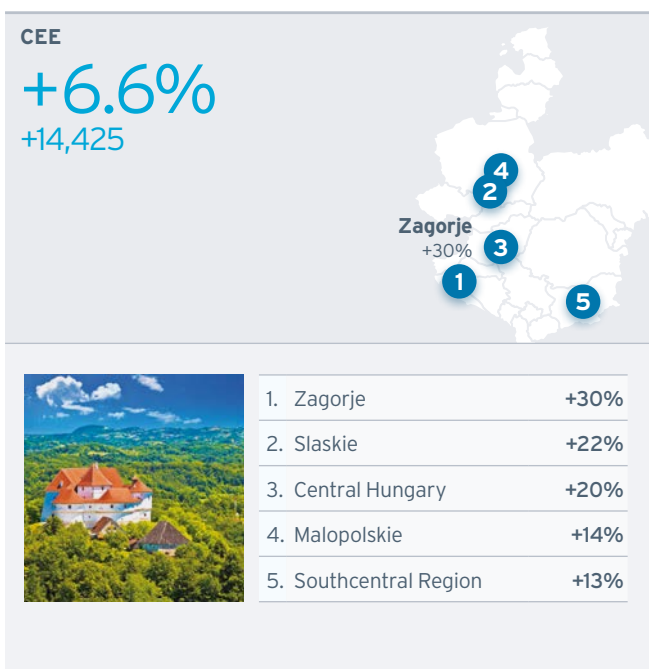 CEE
+6.6%
+14,425
4
2
Zagorje
+30%
3
1
5
1. Zagorje +30%
2. Slaskie +22%
3. Central Hungary +20%
4. Malopolskie +14%
5. Southcentral Region +13%